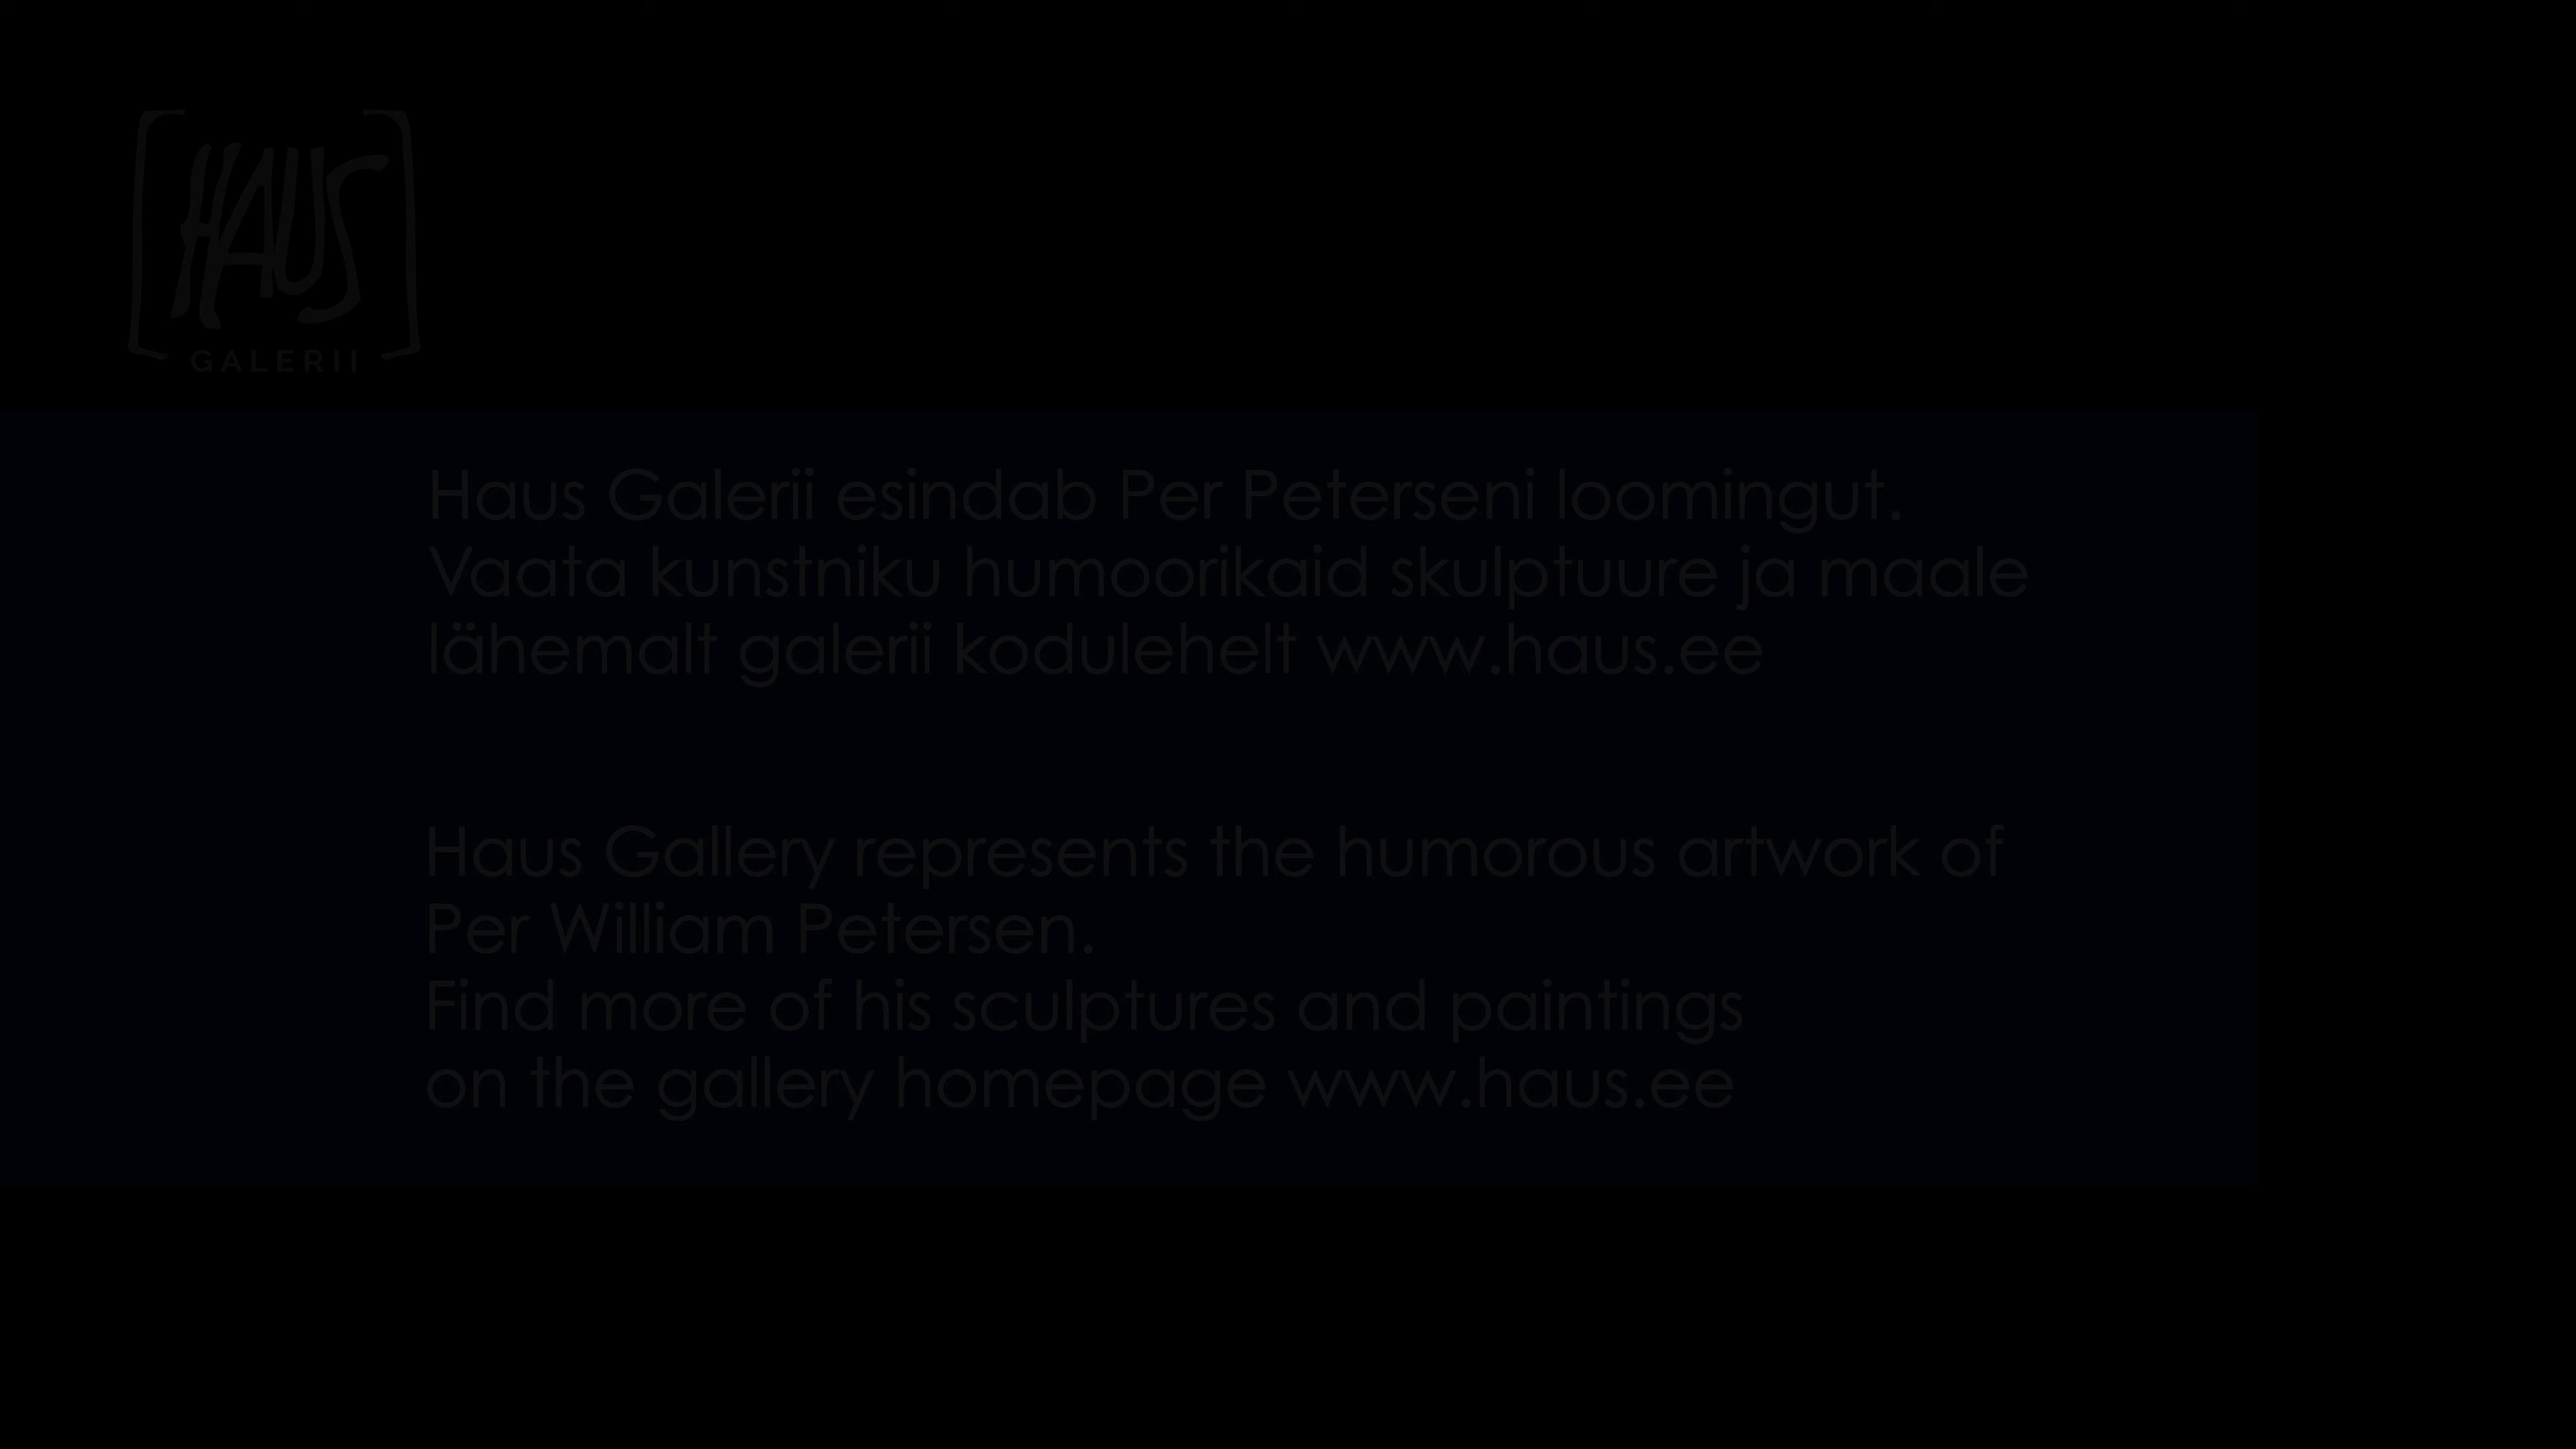 HAUS
GALERII
Haus Galerii esindab Per Peterseni loomingut.
Vaata kunstniku humoorikaid skulptuure ja maale
lähemalt galerii kodulehelt www.haus.ee
Haus Gallery represents the humorous artwork of
Per William Petersen.
Find more of his sculptures and paintings
on the gallery homepage www.haus.ee